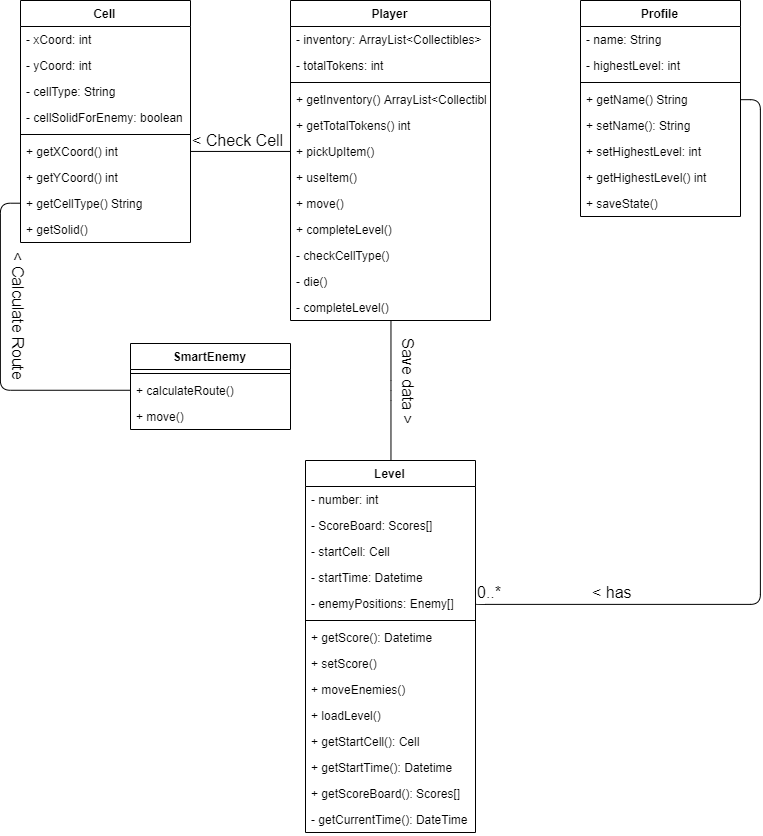 Cell
- xCoord: int
- yCoord: int
- cellType: String
- cellSolidForEnemy: boolean
+ getXCoord() int
+ getYCoord() int
+ getCellType() String
+ getSolid()
< Check Cell
Player
- inventory: ArrayList<Collectibles>
- totalTokens: int
+ getInventory() ArrayList<Collectibl
+ getTotalTokens() int
+ pickUpItem()
+ useItem()
+ move()
+ completeLevel()
- checkCellType()
- die()
- completeLevel()
Profile
- name: String
- highestLevel: int
+ getName() String
+ setName(): String
+ setHighestLevel: int
+ getHighestLevel() int
+ saveState()
< Calculate Route
SmartEnemy
+ calculateRoute()
+ move()
Save data >
Level
- number: int
- ScoreBoard: Scores[]
- startCell: Cell
- startTime: Datetime
- enemyPositions: Enemy[]
+ getScore(): Datetime
+ setScore()
+ moveEnemies()
+ loadLevel()
+ getStartCell(): Cell
+ getStartTime(): Datetime
+ getScoreBoard(): Scores[]
- getCurrentTime(): DateTime
0..*
< has